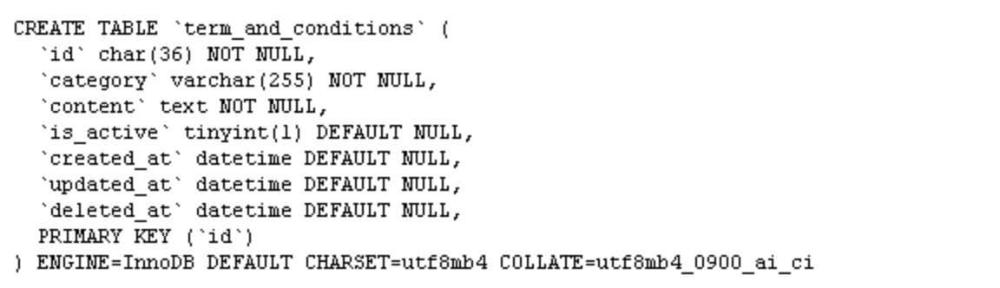 CREATE TABLE `term_and_conditions` (
  `id` char(36) NOT NULL,
  `category` varchar(255) NOT NULL,
  `content` text NOT NULL,
  `is_active` tinyint(1) DEFAULT NULL,
  `created_at` datetime DEFAULT NULL,
  `updated_at` datetime DEFAULT NULL,
  `deleted_at` datetime DEFAULT NULL,
  PRIMARY KEY (`id`)
) ENGINE=InnoDB DEFAULT CHARSET=utf8mb4 COLLATE=utf8mb4_0900_ai_ci